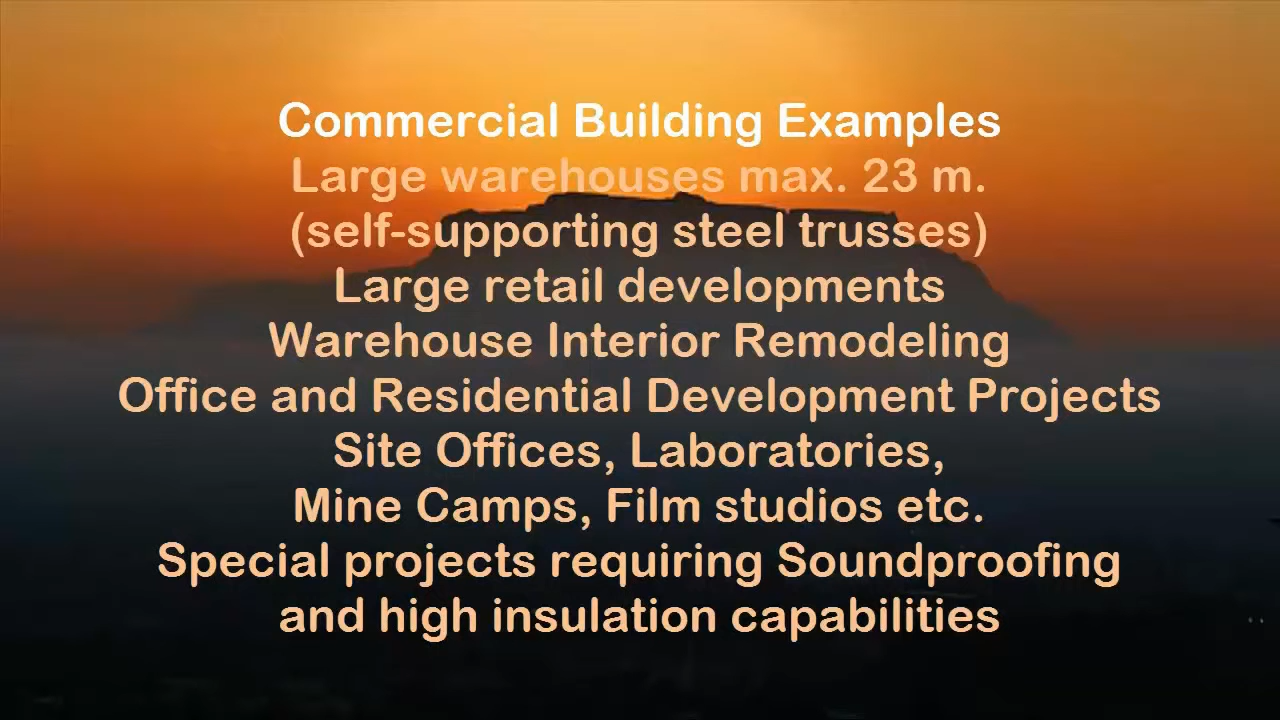 Commercial Building Examples
Large warehouses max. 23 m.
(self-supporting steel trusses)
Large retail developments
Warehouse Interior Remodeling
Office and Residential Development Projects
Site Offices, Laboratories,
Mine Camps, Film studios etc.
Special projects requiring Soundproofing
and high insulation capabilities